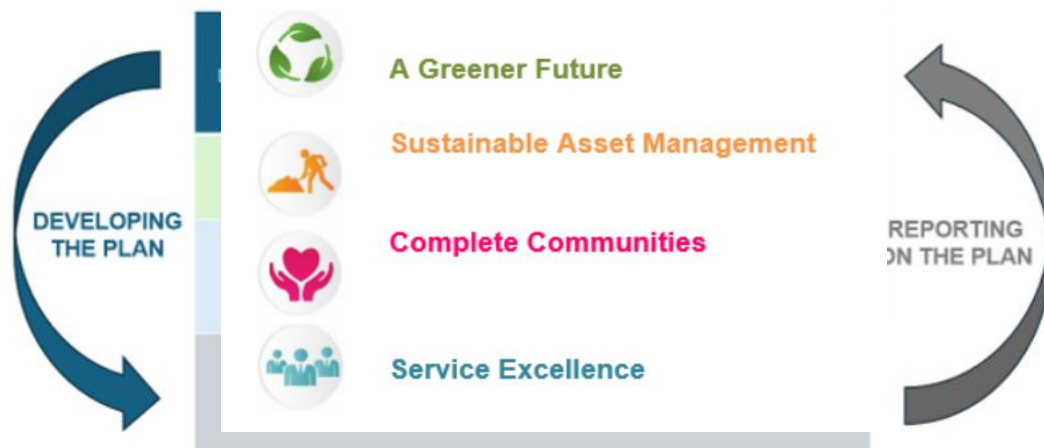 A Greener Future
Sustainable Asset Management
DEVELOPING
THE PLAN
Complete Communities
REPORTING
ON THE PLAN
Service Excellence